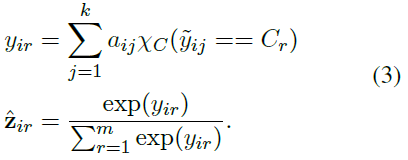 y_{ir} = \sum_{j=1}^{k} a_{ij} \chi_C(\tilde{y}_{ij} == C_r)
(3)
\hat{\mathbf{z}}_{ir} = \frac{\exp(y_{ir})}{\sum_{r=1}^{m} \exp(y_{ir})}.